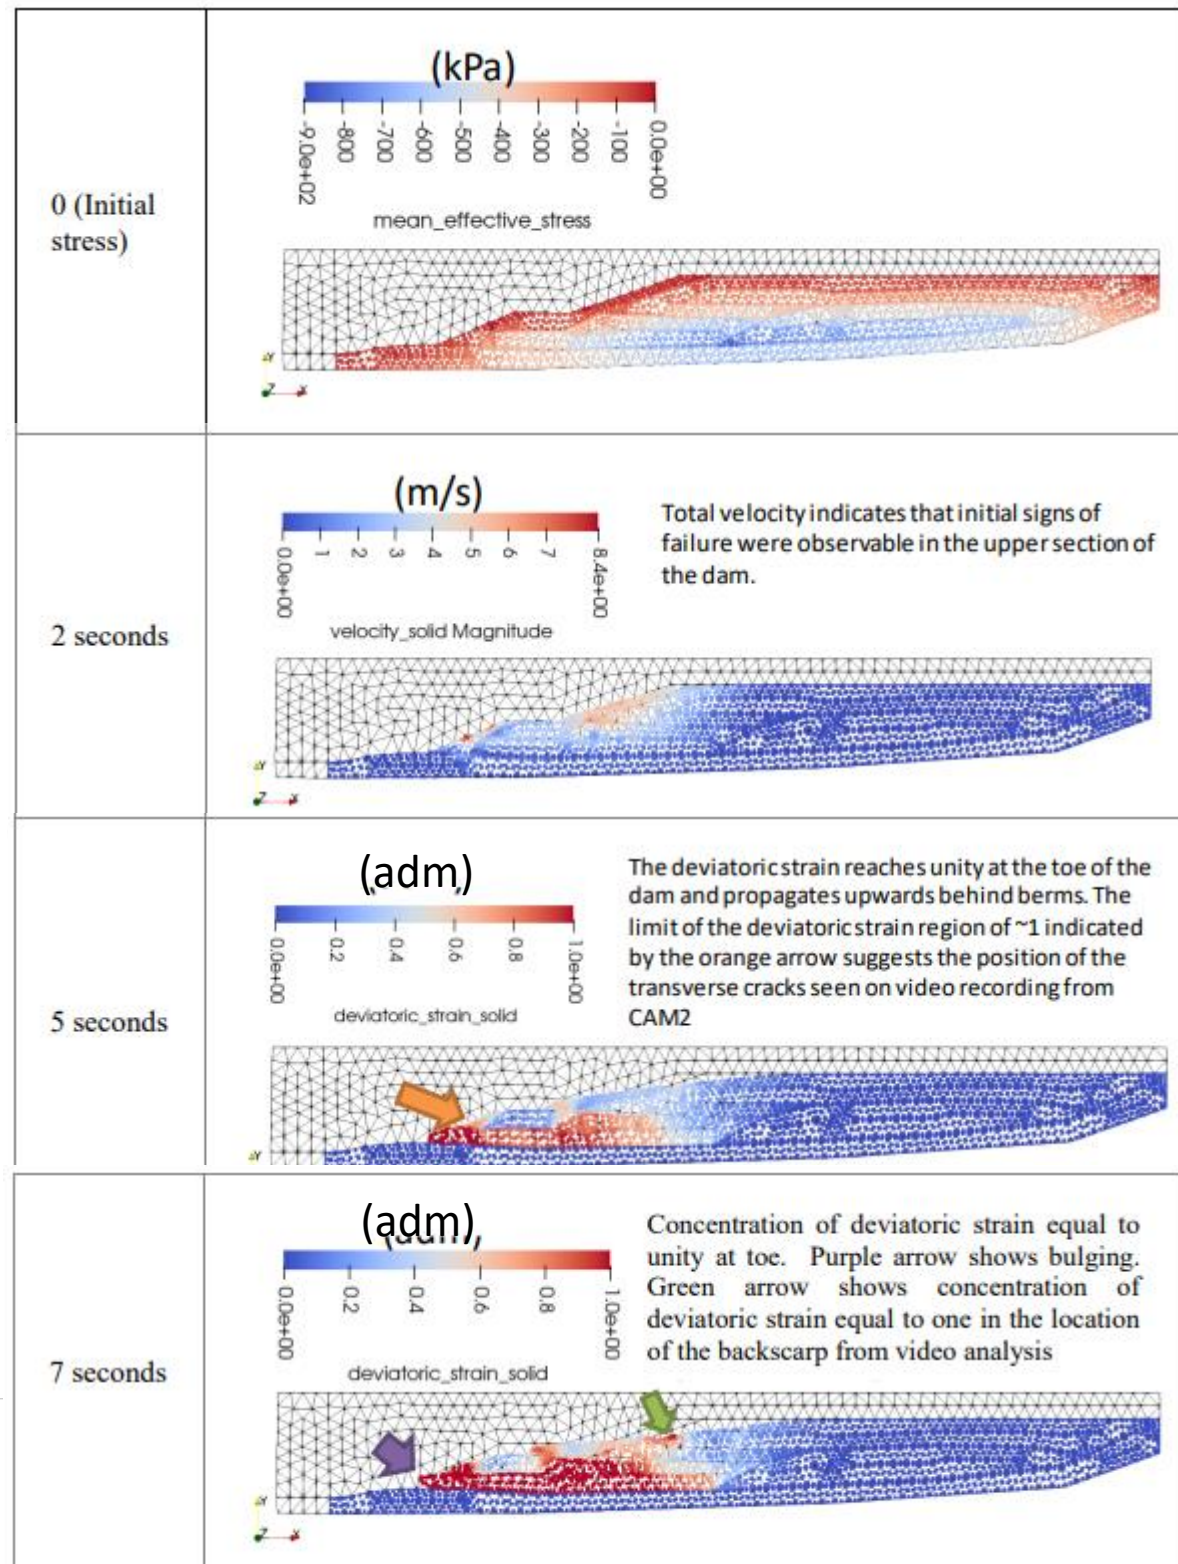 0 (Initial
stress)
(kPa)
-9.0e+02
-800
-700
-600
-500
-400
-300
-200
-100
0.0e+00
mean_effective_stress
Y
Z
X
2 seconds
(m/s)
0.0e+00
1
2
3
4
5
6
7
8.4e+00
velocity_solid Magnitude
Total velocity indicates that initial signs of
failure were observable in the upper section of
the dam.
Y
Z
X
5 seconds
(adm)
0.0e+00
0.2
0.4
0.6
0.8
1.0e+00
deviatoric_strain_solid
The deviatoric strain reaches unity at the toe of the
dam and propagates upwards behind berms. The
limit of the deviatoric strain region of ~1 indicated
by the orange arrow suggests the position of the
transverse cracks seen on video recording from
CAM2
Y
7 seconds
(adm)
0.0e+00
0.2
0.4
0.6
0.8
1.0e+00
deviatoric_strain_solid
Concentration of deviatoric strain equal to
unity at toe. Purple arrow shows bulging.
Green arrow shows concentration of
deviatoric strain equal to one in the location
of the backscarp from video analysis
Y
Z
X